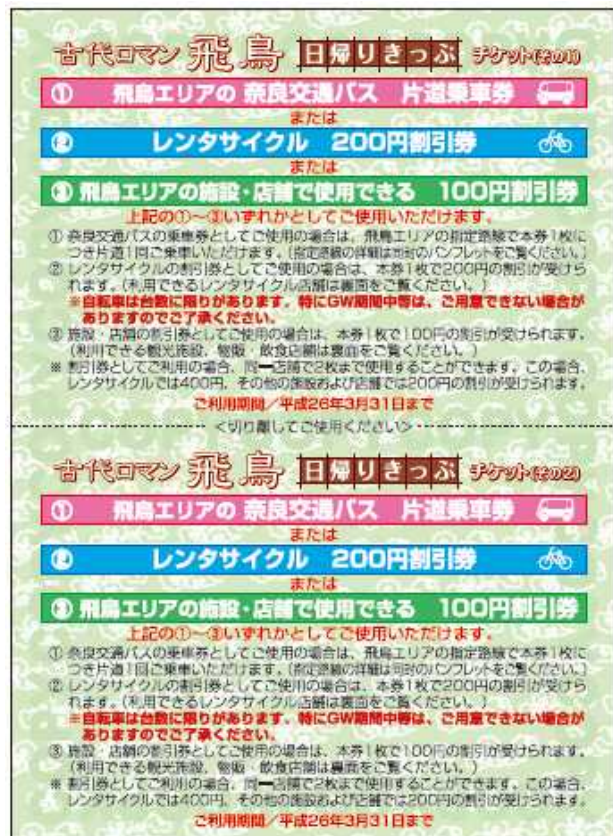 古代ロマン 飛鳥 日帰りきっぷ チケット(その1)
① 飛鳥エリアの 奈良交通バス 片道乗車券
または
② レンタサイクル 200円割引券
または
③ 飛鳥エリアの施設・店舗で使用できる 100円割引券
上記の①~③いずれかとしてご使用いただけます。
① 奈良交通バスの乗車券としてご使用の場合は、飛鳥エリアの指定路線で本券1枚に
つき片道1回ご乗車いただけます。(指定路線の詳細は同封のパンフレットをご覧ください。)
② レンタサイクルの割引券としてご使用の場合は、本券1枚で200円の割引が受けら
れます。(利用できるレンタサイクル店舗は裏面をご覧ください。)
※自転車は台数に限りがあります。特にGW期間中等は、ご用意できない場合が
ありますのでご了承ください。
③ 施設・店舗の割引券としてご使用の場合は、本券1枚で100円の割引が受けられます。
(利用できる観光施設、物販・飲食店舗は裏面をご覧ください。)
※ 割引券としてご利用の場合、同一店舗で2枚まで使用することができます。この場合、
レンタサイクルでは400円、その他の施設および店舗では200円の割引が受けられます。
ご利用期間/平成26年3月31日まで
<切り離してご使用ください>
古代ロマン 飛鳥 日帰りきっぷ チケット(その2)
① 飛鳥エリアの 奈良交通バス 片道乗車券
または
② レンタサイクル 200円割引券
または
③ 飛鳥エリアの施設・店舗で使用できる 100円割引券
上記の①~③いずれかとしてご使用いただけます。
① 奈良交通バスの乗車券としてご使用の場合は、飛鳥エリアの指定路線で本券1枚に
つき片道1回ご乗車いただけます。(指定路線の詳細は同封のパンフレットをご覧ください。)
② レンタサイクルの割引券としてご使用の場合は、本券1枚で200円の割引が受けら
れます。(利用できるレンタサイクル店舗は裏面をご覧ください。)
※自転車は台数に限りがあります。特にGW期間中等は、ご用意できない場合が
ありますのでご了承ください。
③ 施設・店舗の割引券としてご使用の場合は、本券1枚で100円の割引が受けられます。
(利用できる観光施設、物販・飲食店舗は裏面をご覧ください。)
※ 割引券としてご利用の場合、同一店舗で2枚まで使用することができます。この場合、
レンタサイクルでは400円、その他の施設および店舗では200円の割引が受けられます。
ご利用期間/平成26年3月31日まで